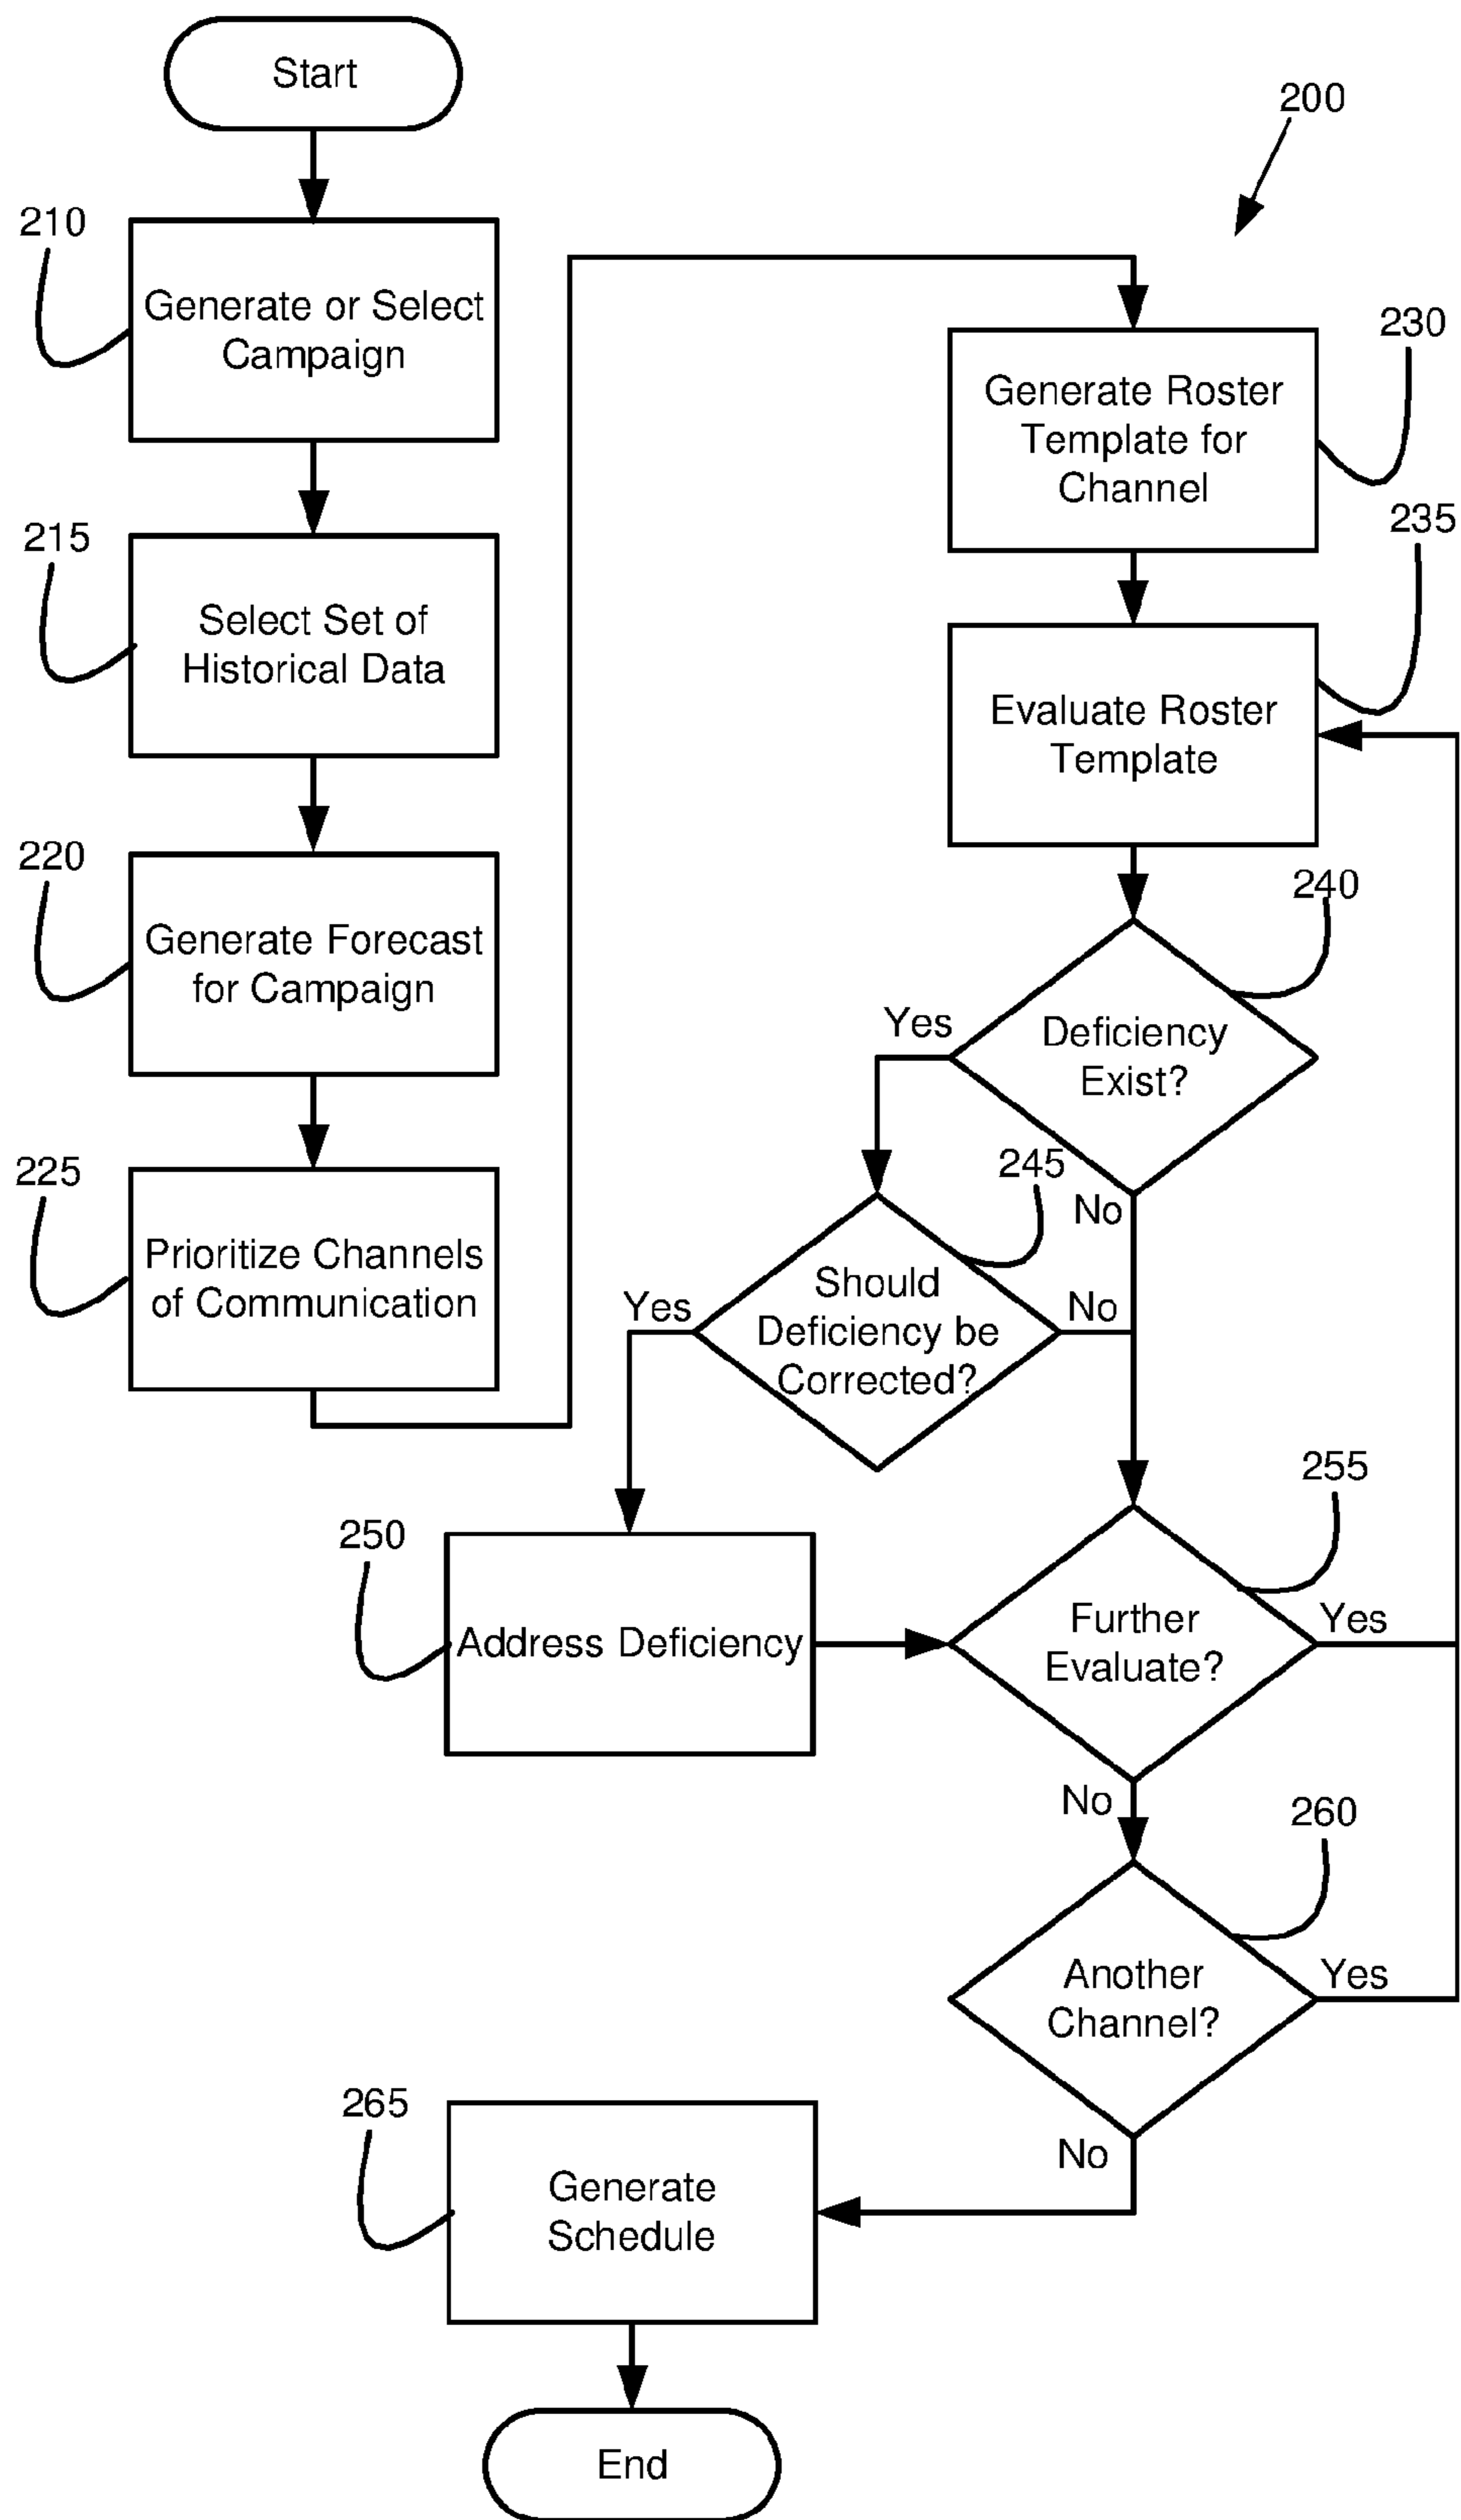 Start
200
210
Generate or Select
Campaign
230
Generate Roster
Template for
Channel
215
Select Set of
Historical Data
235
Evaluate Roster
Template
220
Generate Forecast
for Campaign
240
Deficiency
Exist?
Yes
No
225
Prioritize Channels
of Communication
245
Should
Deficiency be
Corrected?
Yes
No
250
Address Deficiency
255
Further
Evaluate?
Yes
No
260
Another
Channel?
Yes
No
265
Generate
Schedule
End